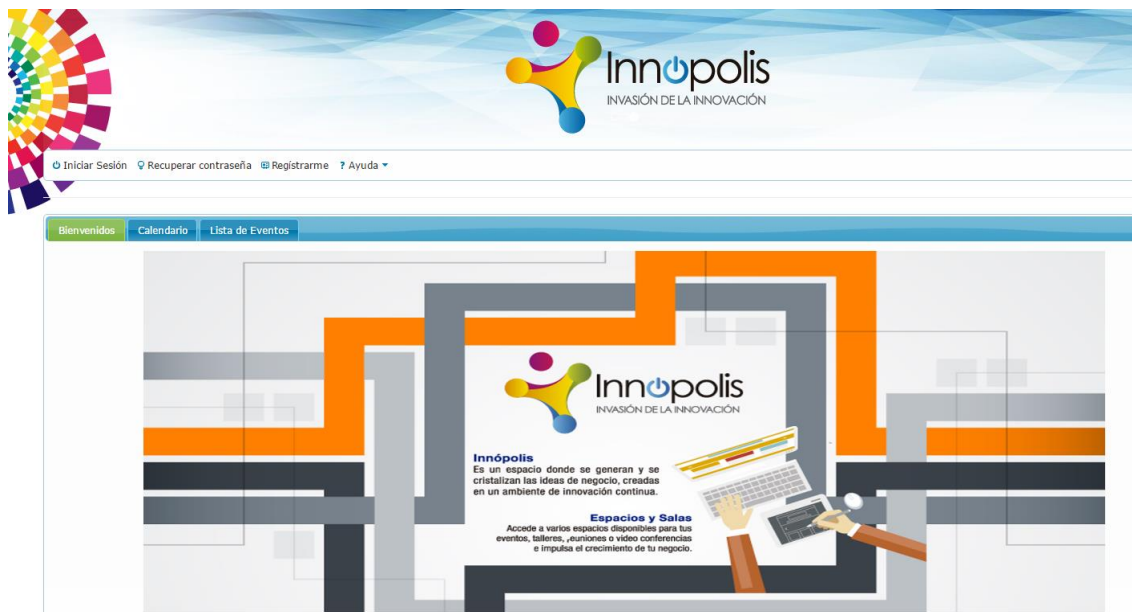 Innópolis
INVASIÓN DE LA INNOVACIÓN
Iniciar Sesión Recuperar contraseña Regístrarme ? Ayuda
Bienvenidos Calendario Lista de Eventos
Innópolis
INVASIÓN DE LA INNOVACIÓN
Innópolis
Es un espacio donde se generan y se
cristalizan las ideas de negocio, creadas
en un ambiente de innovación continua.
Espacios y Salas
Accede a varios espacios disponibles para tus
eventos, talleres, ,euniones o video conferencias
e impulsa el crecimiento de tu negocio.